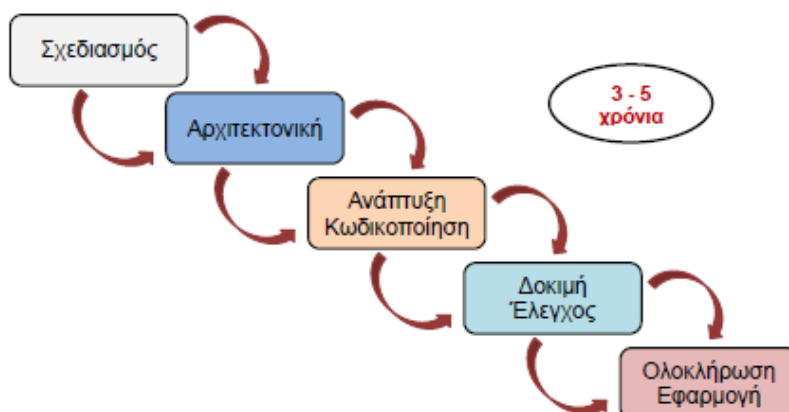 Σχεδιασμός
Αρχιτεκτονική
3 - 5
χρόνια
Ανάπτυξη
Κωδικοποίηση
Δοκιμή
Έλεγχος
Ολοκλήρωση
Εφαρμογή